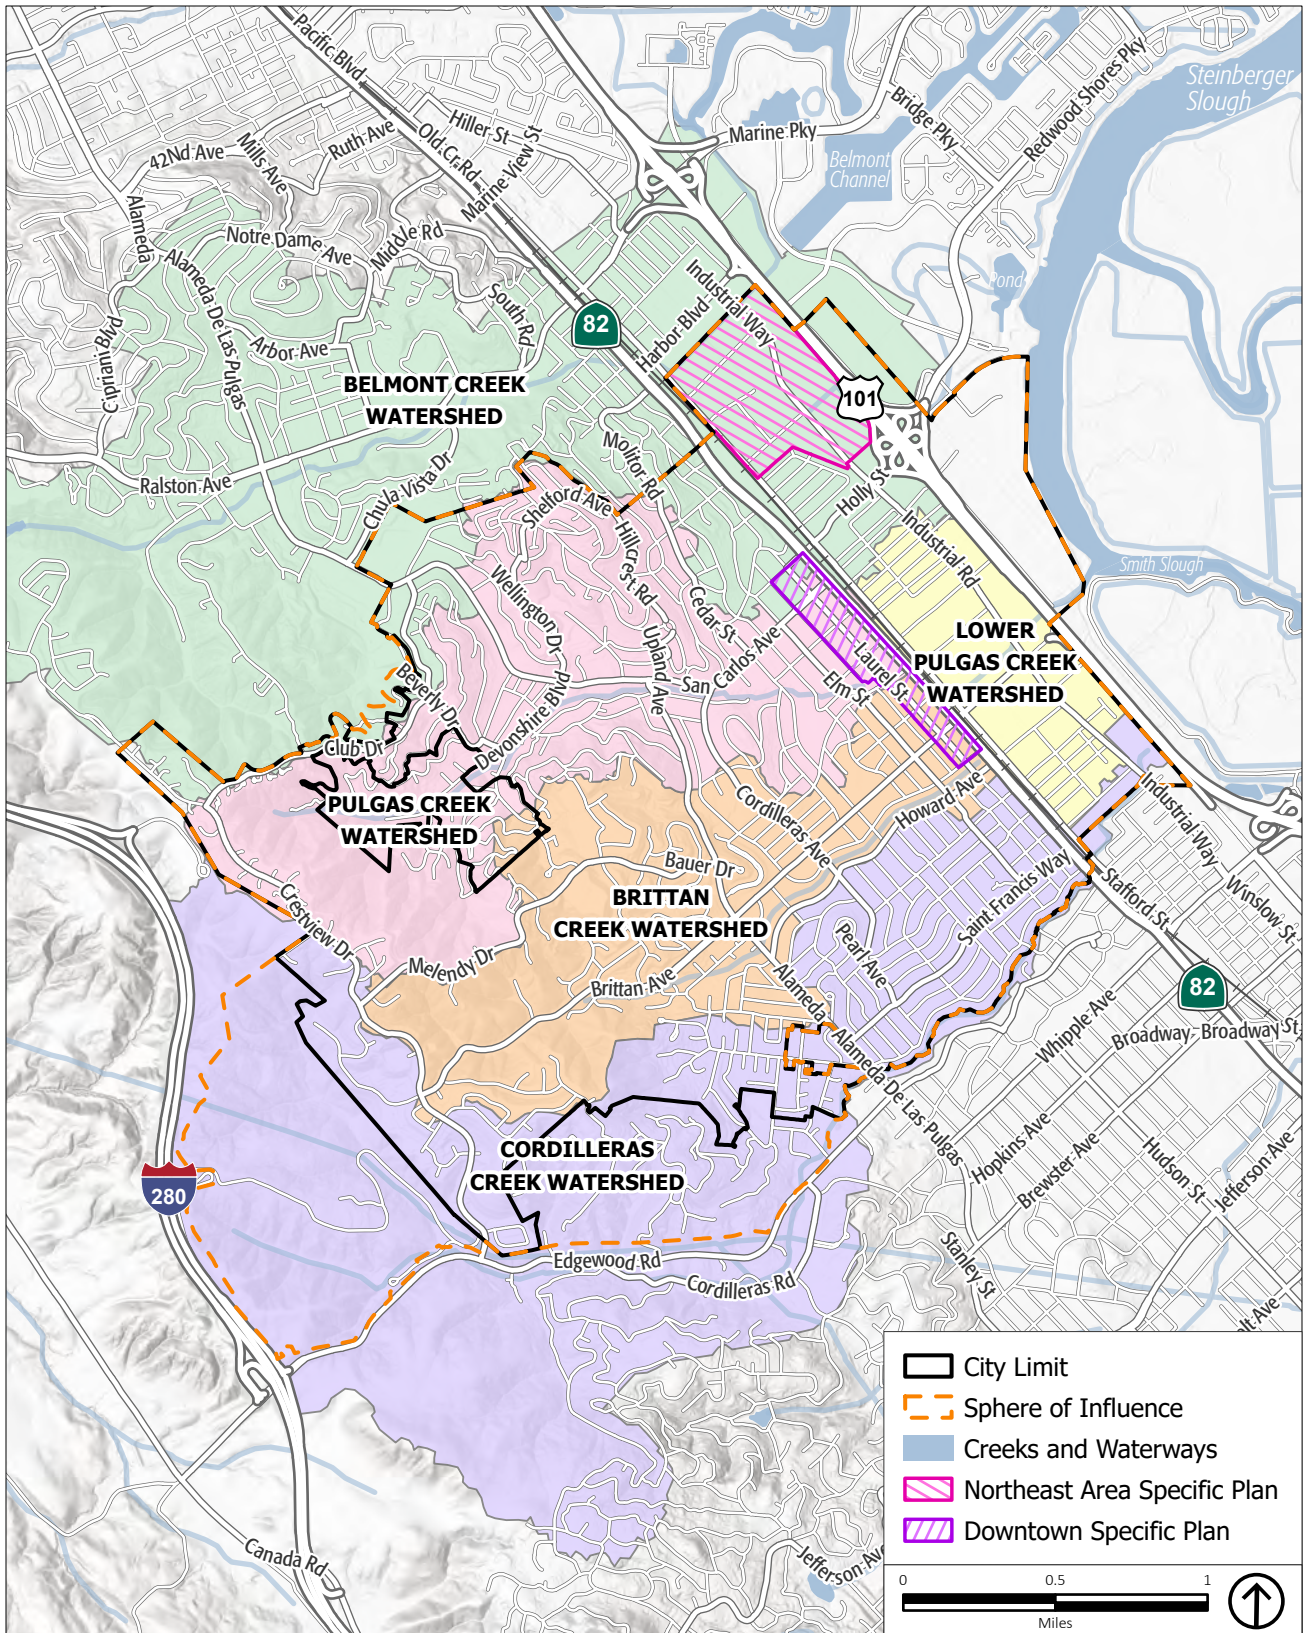 Pacific Blvd
Hiller St
Old Cr. Rd
Ruth Ave
42Nd Ave
Mills Ave
Marine View St
Marine Pky
Bridge Pky
Redwood Shores Pky
Steinberger
Slough
Belmont
Channel
Alameda
Notre Dame Ave
Middle Rd
Alameda De Las Pulgas
South Rd
Industrial Way
Harbor Blvd
Pond
82
Cipriani Blvd
Arbor Ave
BELMONT CREEK
WATERSHED
101
Ralston Ave
Chula Vista Dr
Molitor Rd
Shelford Ave
Holly St
Hillcrest Rd
Industrial Rd
Smith Slough
Wellington Dr
Cedar St
Upland Ave
San Carlos Ave
Laurel St
Elm St
LOWER
PULGAS CREEK
WATERSHED
Beverly Dr
Devonshire Blvd
Club Dr
PULGAS CREEK
WATERSHED
Cordilleras Ave
Howard Ave
Industrial Way
Bauer Dr
BRITTAN
CREEK WATERSHED
Saint Francis Way
Stafford St
Winslow St
Crestview Dr
Melendy Dr
Pearl Ave
Brittan Ave
Alameda
82
Whipple Ave
Broadway
Broadway St
Alameda De Las Pulgas
CORDILLERAS
CREEK WATERSHED
Hopkins Ave
Brewster Ave
Hudson St
Jefferson Ave
280
Edgewood Rd
Cordilleras Rd
Stanley St
lt Ave
Canada Rd
Jefferson Ave
City Limit
Sphere of Influence
Creeks and Waterways
Northeast Area Specific Plan
Downtown Specific Plan
0 0.5 1
Miles